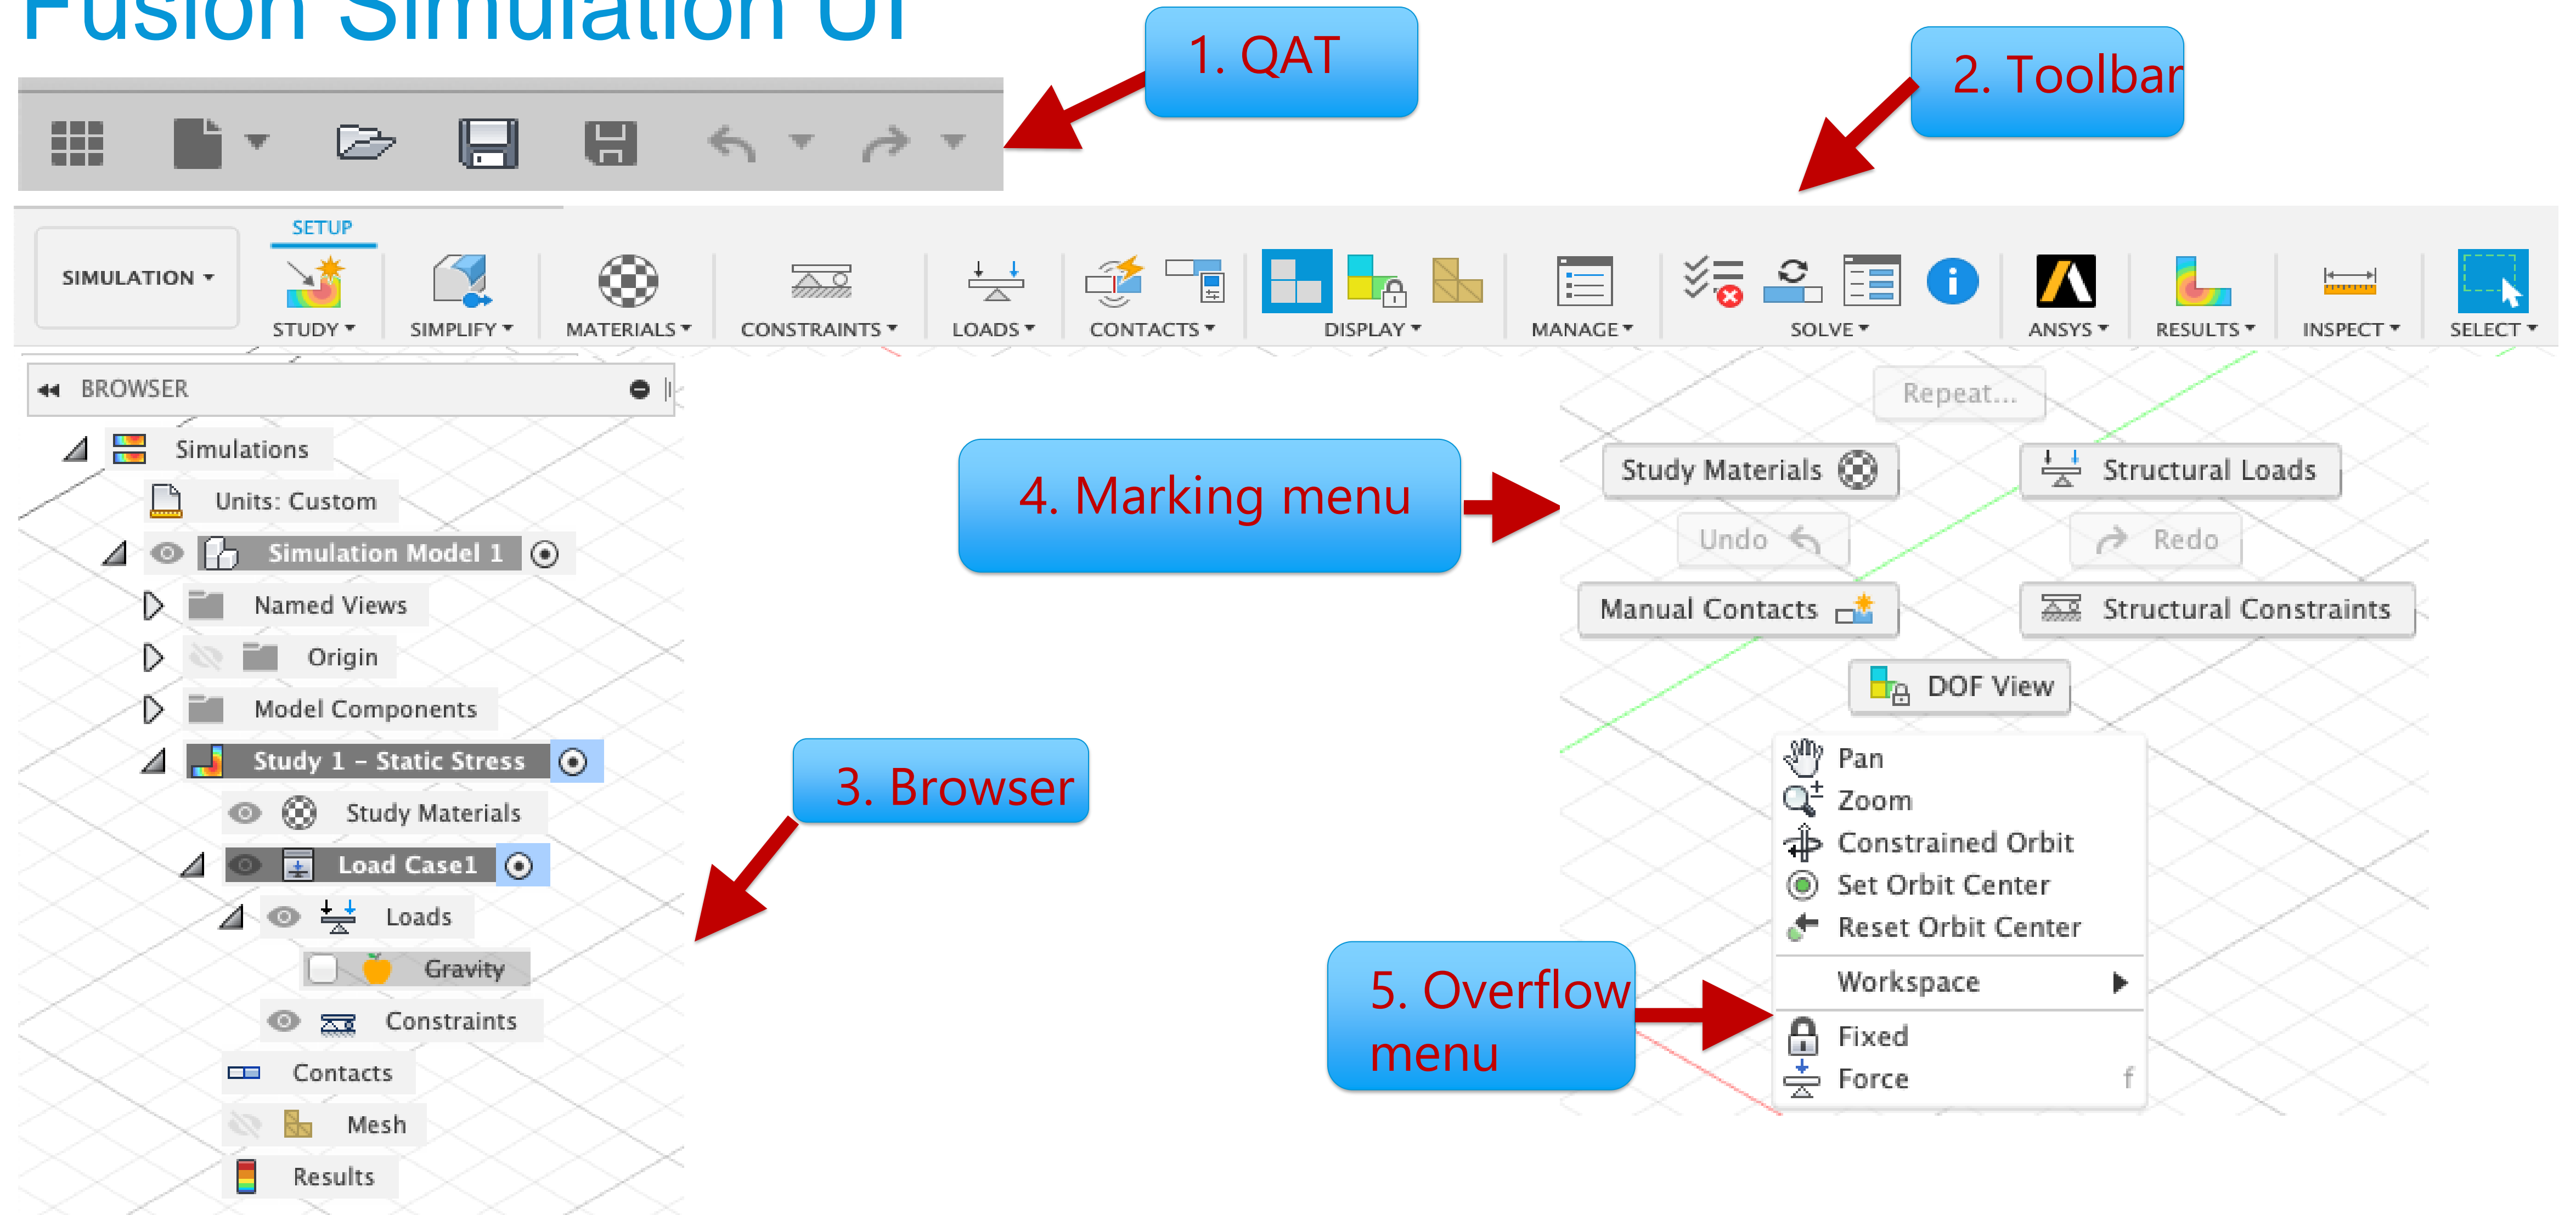 Fusion Simulation UI
1. QAT
2. Toolbar
SETUP
SIMULATION
STUDY
SIMPLIFY
MATERIALS
CONSTRAINTS
LOADS
CONTACTS
DISPLAY
MANAGE
SOLVE
ANSYS
RESULTS
INSPECT
SELECT
BROWSER
Simulations
Units: Custom
Simulation Model 1
Named Views
Origin
Model Components
Study 1 - Static Stress
Study Materials
Load Case1
Loads
Gravity
Constraints
Contacts
Mesh
Results
3. Browser
4. Marking menu
Repeat...
Study Materials
Structural Loads
Undo
Redo
Manual Contacts
Structural Constraints
DOF View
5. Overflow
menu
Pan
Zoom
Constrained Orbit
Set Orbit Center
Reset Orbit Center
Workspace
Fixed
Force f